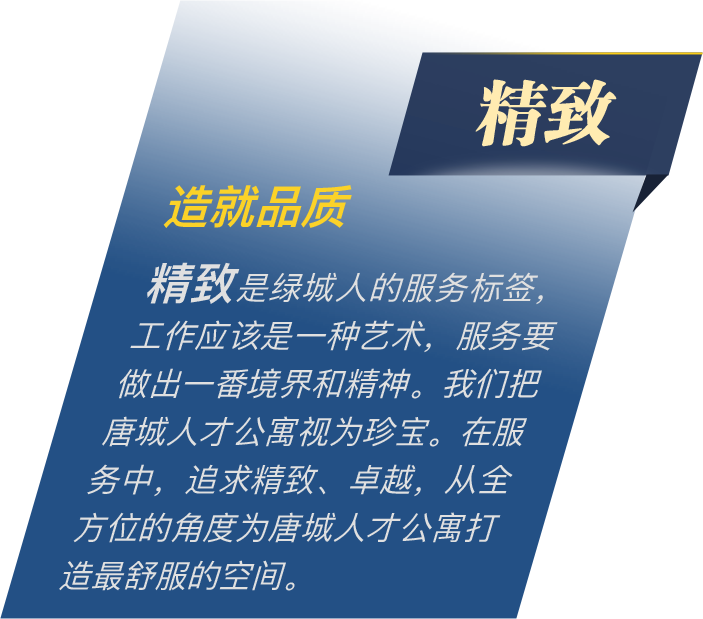 精致
造就品质
精致是绿城人的服务标签，
工作应该是一种艺术，服务要
做出一番境界和精神。我们把
唐城人才公寓视为珍宝。在服
务中，追求精致、卓越，从全
方位的角度为唐城人才公寓打
造最舒服的空间。